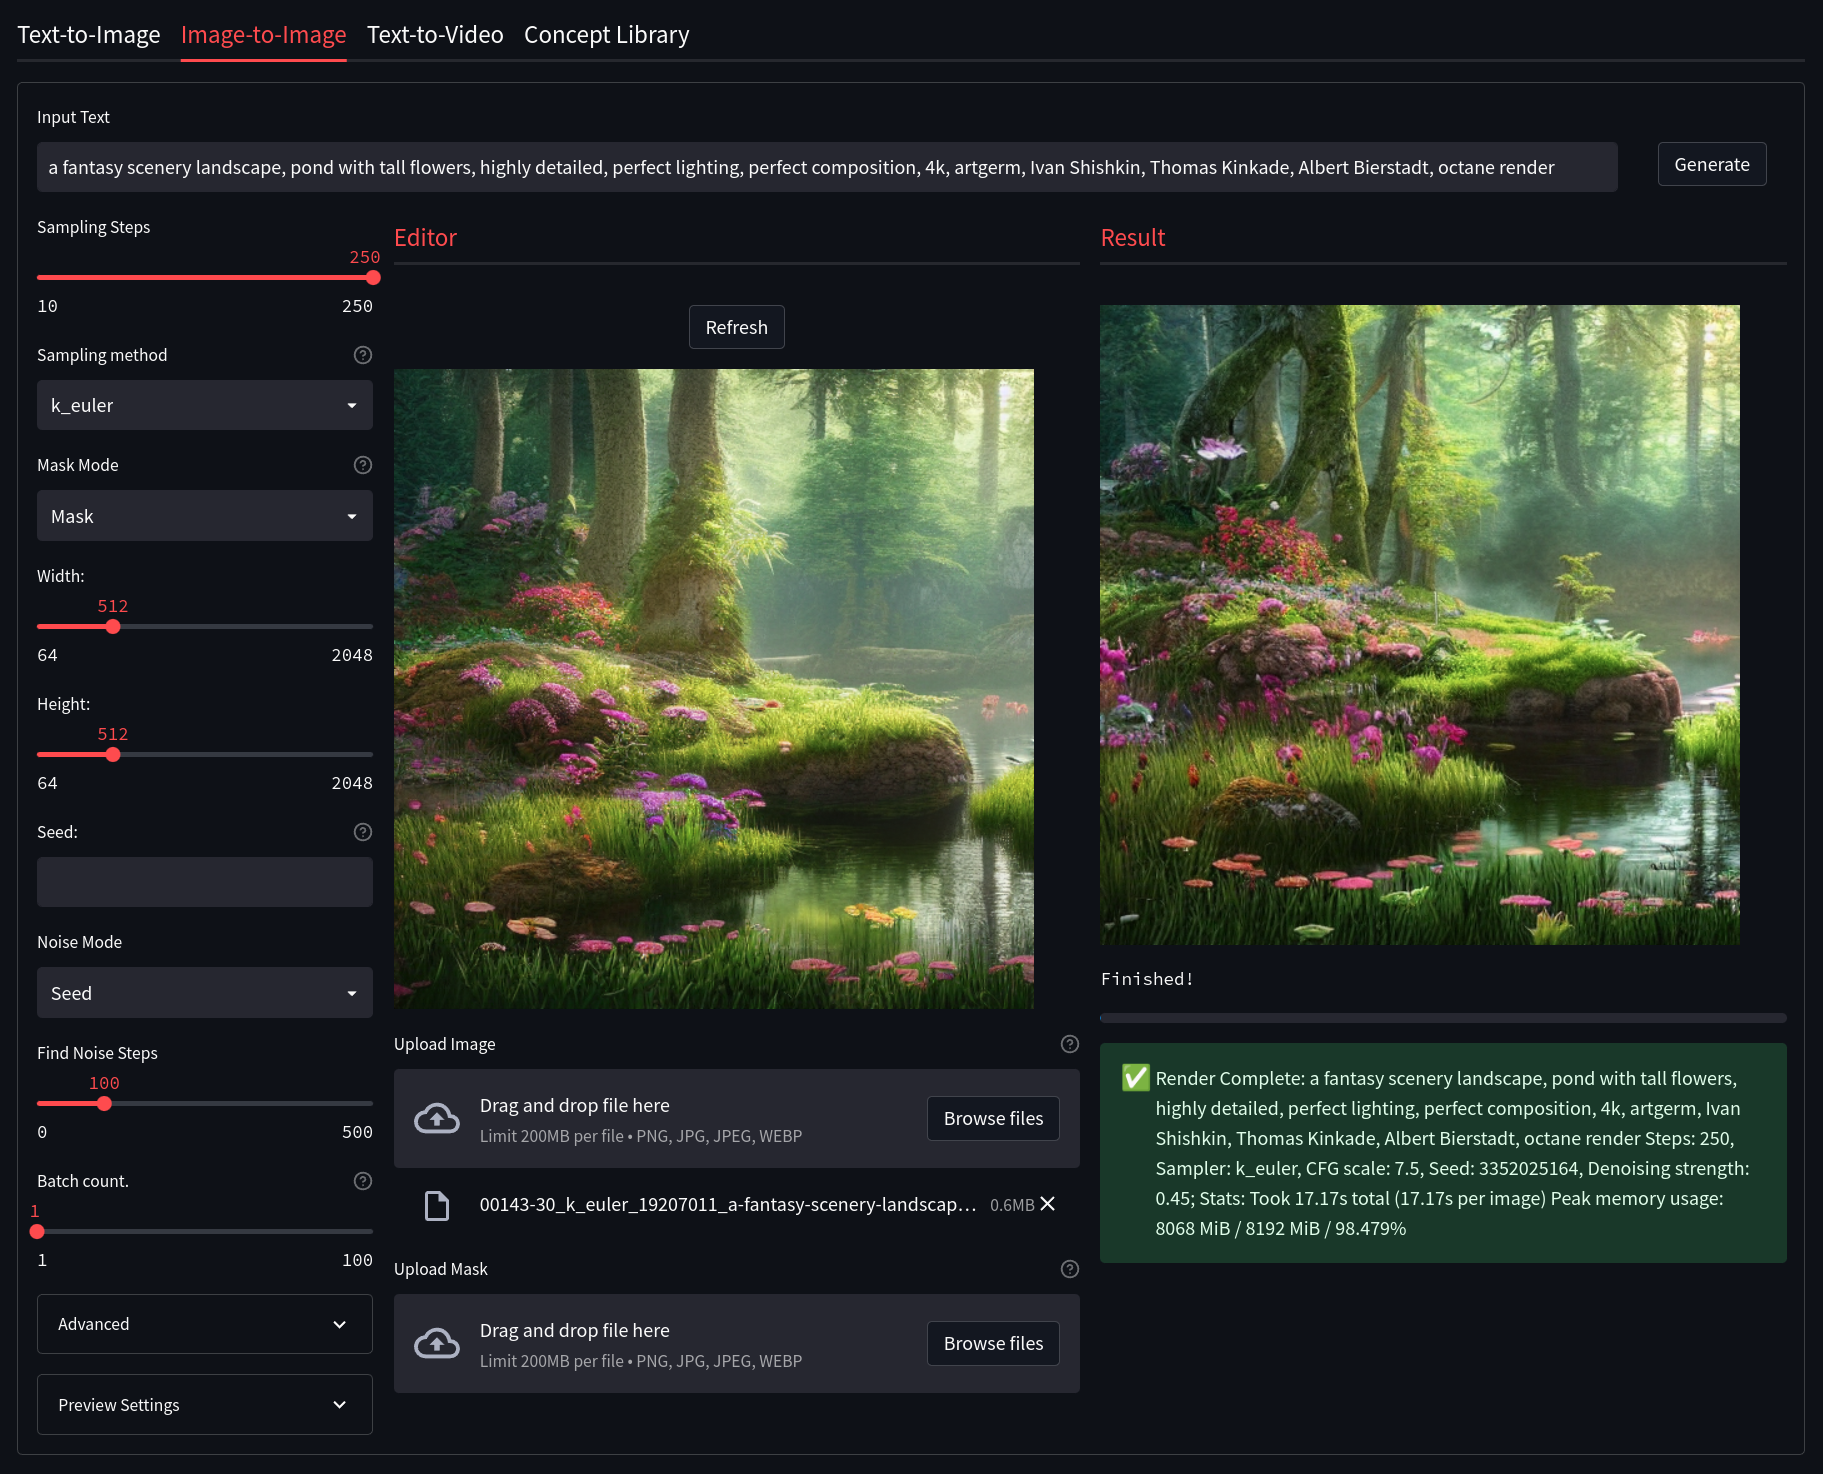 Text-to-Image Image-to-Image Text-to-Video Concept Library
Input Text
a fantasy scenery landscape, pond with tall flowers, highly detailed, perfect lighting, perfect composition, 4k, artgerm, Ivan Shishkin, Thomas Kinkade, Albert Bierstadt, octane render
Generate
Sampling Steps
250
10 250
Sampling method
k_euler
Mask Mode
Mask
Width:
512
64 2048
Height:
512
64 2048
Seed:
Noise Mode
Seed
Find Noise Steps
100
0 500
Batch count.
1
1 100
Advanced
Preview Settings
Editor
Refresh
Upload Image
Drag and drop file here
Limit 200MB per file • PNG, JPG, JPEG, WEBP
Browse files
00143-30_k_euler_19207011_a-fantasy-scenery-landscap... 0.6MB
Upload Mask
Drag and drop file here
Limit 200MB per file • PNG, JPG, JPEG, WEBP
Browse files
Result
Finished!
Render Complete: a fantasy scenery landscape, pond with tall flowers,
highly detailed, perfect lighting, perfect composition, 4k, artgerm, Ivan
Shishkin, Thomas Kinkade, Albert Bierstadt, octane render Steps: 250,
Sampler: k_euler, CFG scale: 7.5, Seed: 3352025164, Denoising strength:
0.45; Stats: Took 17.17s total (17.17s per image) Peak memory usage:
8068 MiB / 8192 MiB / 98.479%